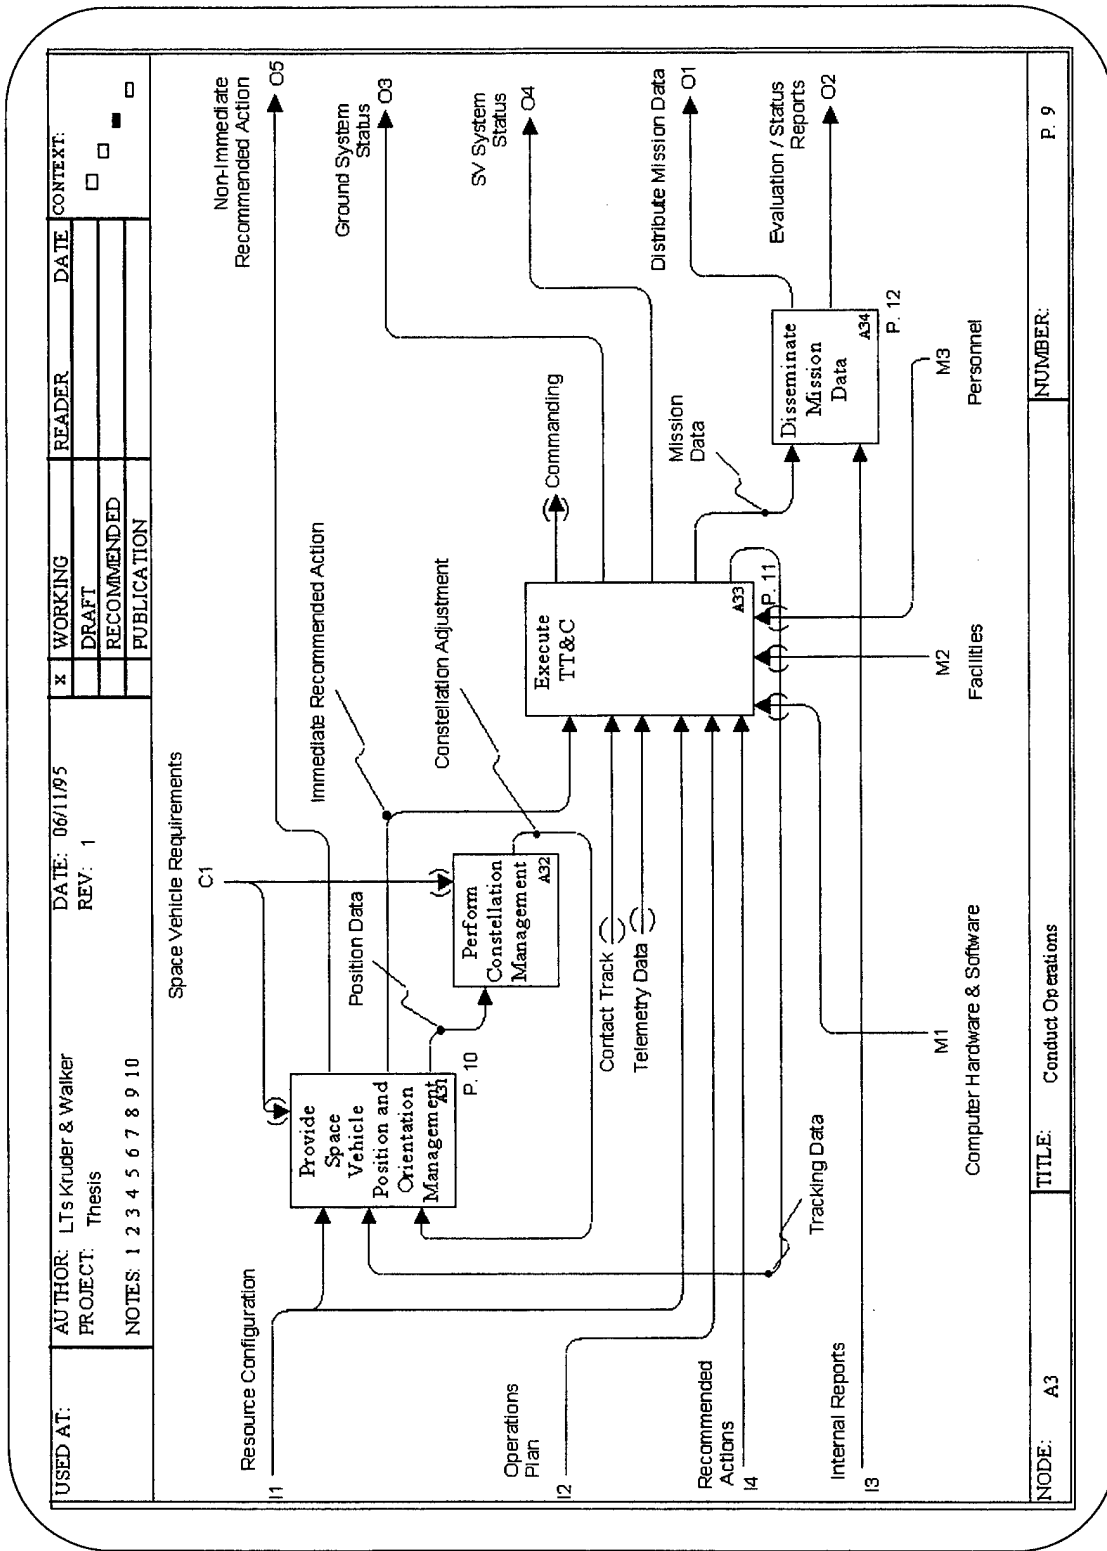 USED AT:
AUTHOR: LTs Kruder & Walker
PROJECT: Thesis
NOTES: 1 2 3 4 5 6 7 8 9 10
DATE: 06/11/95
REV: 1
x WORKING
DRAFT
RECOMMENDED
PUBLICATION
READER DATE
CONTEXT:
Space Vehicle Requirements
C1
Non-Immediate
Recommended Action
O5
Resource Configuration
I1
Ground System
Status
O3
Immediate Recommended Action
Provide
Space
Vehicle
Position and
Orientation
Management
A31
P. 10
Position Data
Constellation Adjustment
Perform
Constellation
Management
A32
SV System
Status
O4
Commanding
Operations
Plan
I2
Execute
TT&C
A33
P. 11
Contact Track
Telemetry Data
Distribute Mission Data
O1
Mission
Data
Recommended
Actions
I4
Evaluation / Status
Reports
O2
Disseminate
Mission
Data
A34
P. 12
Tracking Data
Internal Reports
I3
M1
Computer Hardware & Software
M2
Facilities
M3
Personnel
NODE: A3
TITLE: Conduct Operations
NUMBER: P. 9